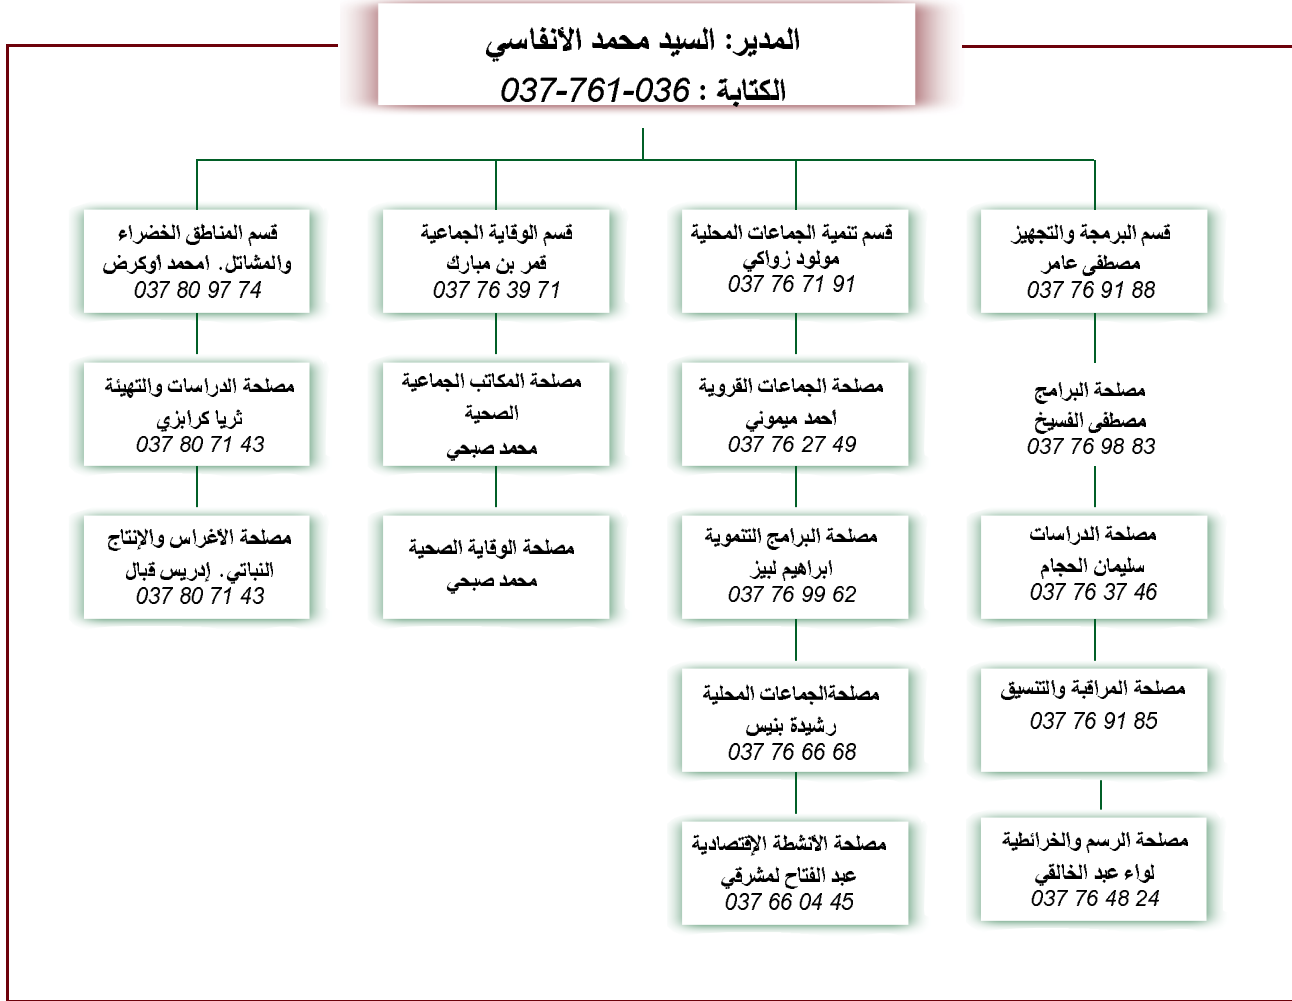 المدير: السيد محمد الأنفاسي
الكتابة : 037-761-036
قسم البرمجة والتجهيز
مصطفى عامر
037 76 91 88
مصلحة البرامج
مصطفى الفسيخ
037 76 98 83
مصلحة الدراسات
سليمان الحجام
037 76 37 46
مصلحة المراقبة والتنسيق
037 76 91 85
مصلحة الرسم والخرائطية
لواء عبد الخالقي
037 76 48 24
قسم تنمية الجماعات المحلية
مولود زواكي
037 76 71 91
مصلحة الجماعات القروية
أحمد ميموني
037 76 27 49
مصلحة البرامج التنموية
ابراهيم لبيز
037 76 99 62
مصلحةالجماعات المحلية
رشيدة بنيس
037 76 66 68
مصلحة الأنشطة الإقتصادية
عبد الفتاح لمشرقي
037 66 04 45
قسم الوقاية الجماعية
قمر بن مبارك
037 76 39 71
مصلحة المكاتب الجماعية
الصحية
محمد صبحي
مصلحة الوقاية الصحية
محمد صبحي
قسم المناطق الخضراء
والمشاتل. امحمد أوكرض
037 80 97 74
مصلحة الدراسات والتهيئة
ثريا كرابزي
037 80 71 43
مصلحة الأغراس والإنتاج
النباتي. إدريس قبال
037 80 71 43